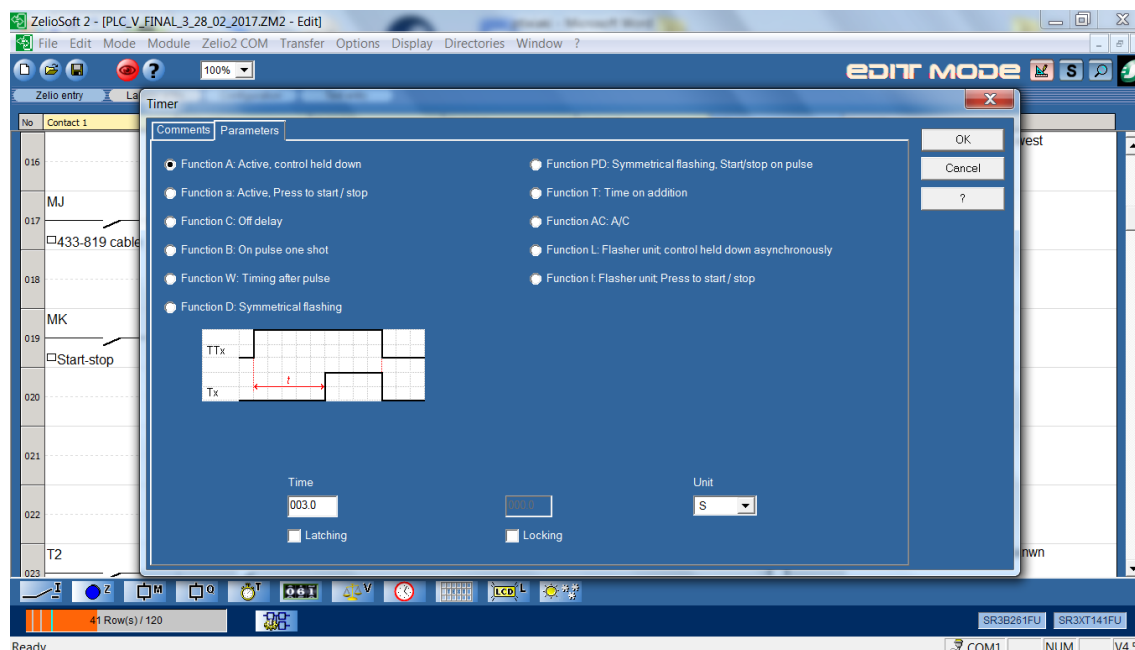 ZelioSoft 2 - [PLC_V_FINAL_3_28_02_2017.ZM2 - Edit]
File Edit Mode Module Zelio2 COM Transfer Options Display Directories Window ?
100%
EDIT MODE
S
Zelio entry
Timer
No Contact 1
Comments Parameters
OK
Cancel
?
Function A: Active, control held down
Function PD: Symmetrical flashing, Start/stop on pulse
Function a: Active, Press to start / stop
Function T: Time on addition
Function C: Off delay
Function AC: A/C
Function B: On pulse one shot
Function L: Flasher unit; control held down asynchronously
Function W: Timing after pulse
Function I: Flasher unit; Press to start / stop
Function D: Symmetrical flashing
TTx
t
Tx
Time
Unit
003.0
000.0
S
Latching
Locking
016
MJ
017
433-819 cable
018
MK
019
Start-stop
020
021
022
T2
nwn
023
I Z M Q T 061 V LCD L
41 Row(s) / 120
SR3B261FU SR3XT141FU
Ready
COM1 NUM